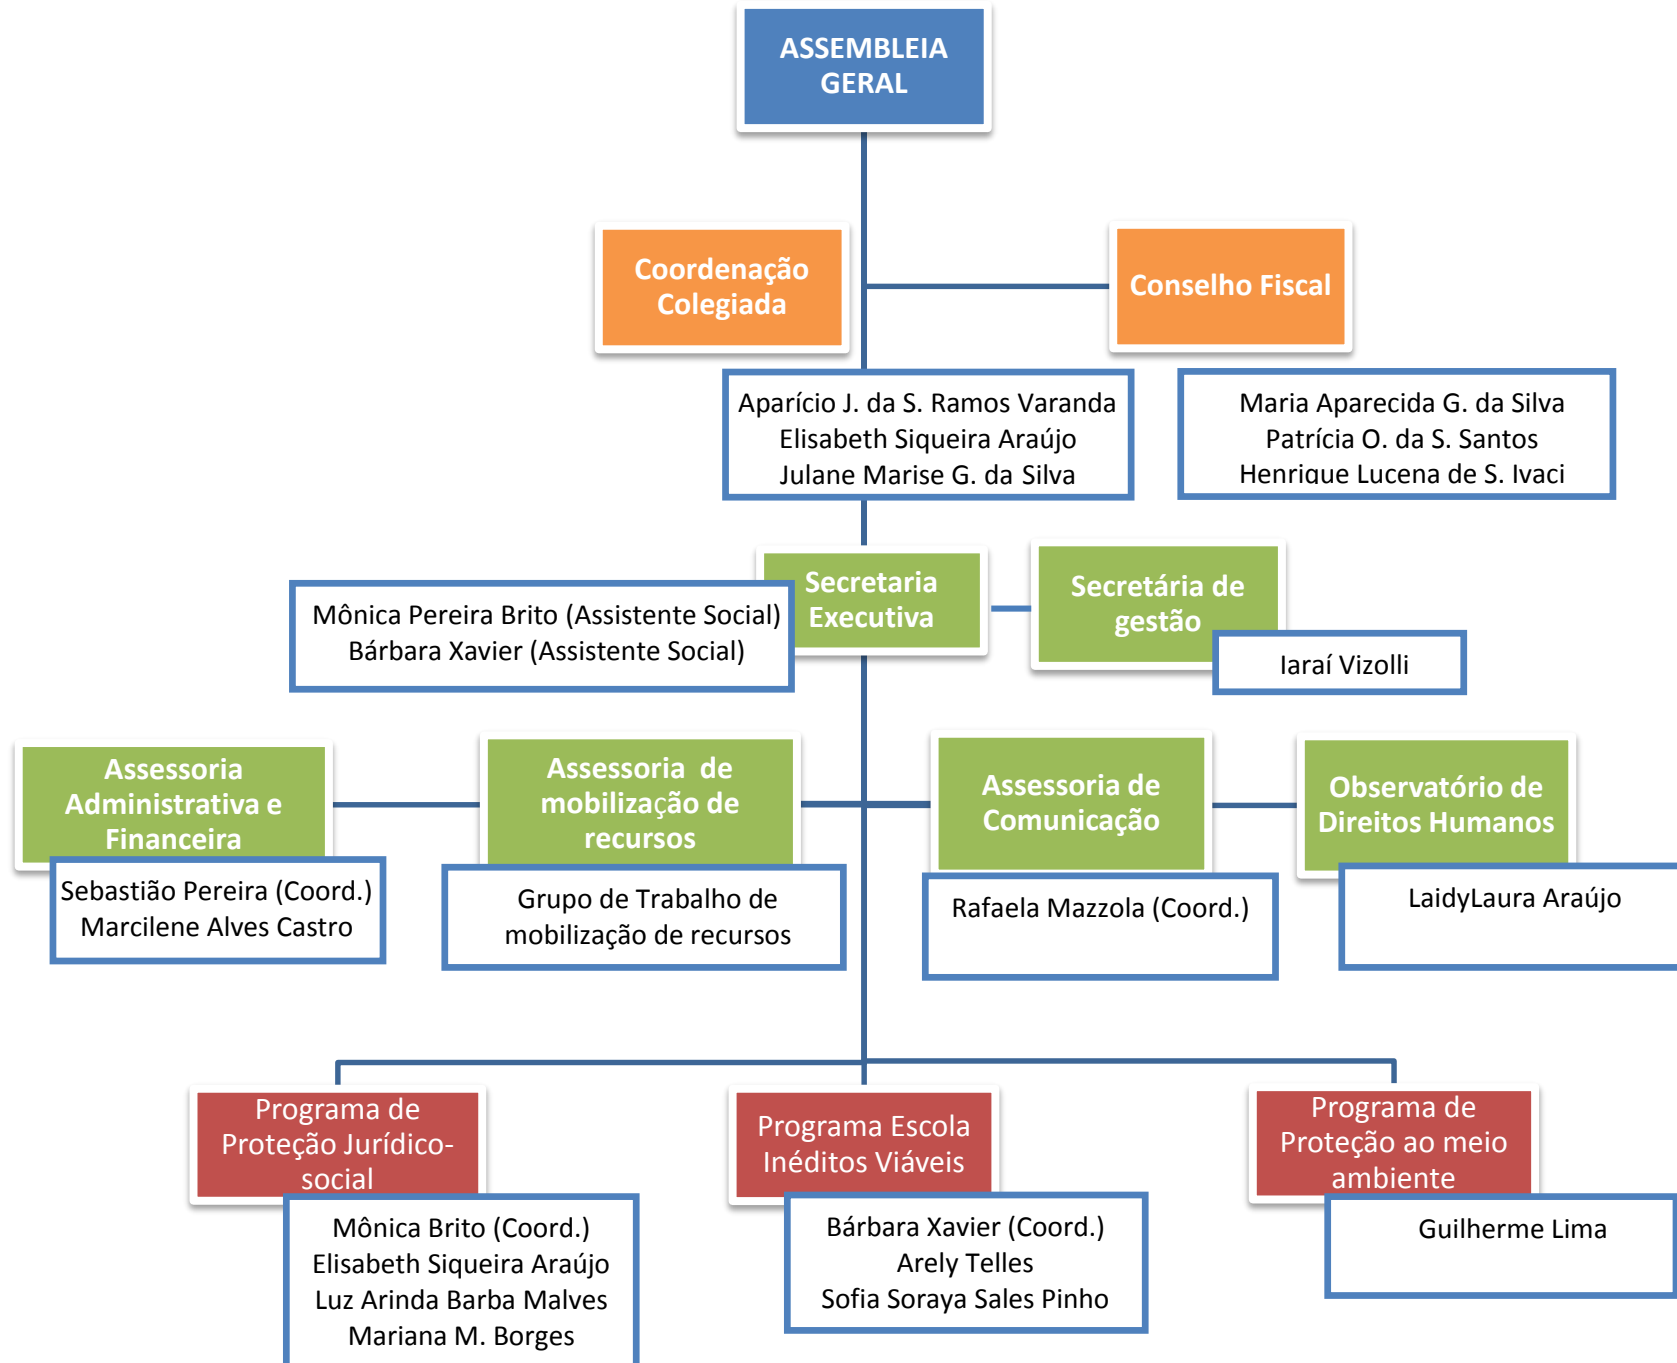 ASSEMBLEIA
GERAL
Coordenação
Colegiada
Conselho Fiscal
Aparício J. da S. Ramos Varanda
Elisabeth Siqueira Araújo
Julane Marise G. da Silva
Maria Aparecida G. da Silva
Patrícia O. da S. Santos
Henrique Lucena de S. Ivaci
Secretaria
Executiva
Mônica Pereira Brito (Assistente Social)
Bárbara Xavier (Assistente Social)
Secretária de
gestão
Iaraí Vizolli
Assessoria
Administrativa e
Financeira
Sebastião Pereira (Coord.)
Marcilene Alves Castro
Assessoria de
mobilização de
recursos
Grupo de Trabalho de
mobilização de recursos
Assessoria de
Comunicação
Rafaela Mazzola (Coord.)
Observatório de
Direitos Humanos
LaidyLaura Araújo
Programa de
Proteção Jurídico-
social
Mônica Brito (Coord.)
Elisabeth Siqueira Araújo
Luz Arinda Barba Malves
Mariana M. Borges
Programa Escola
Inéditos Viáveis
Bárbara Xavier (Coord.)
Arely Telles
Sofia Soraya Sales Pinho
Programa de
Proteção ao meio
ambiente
Guilherme Lima